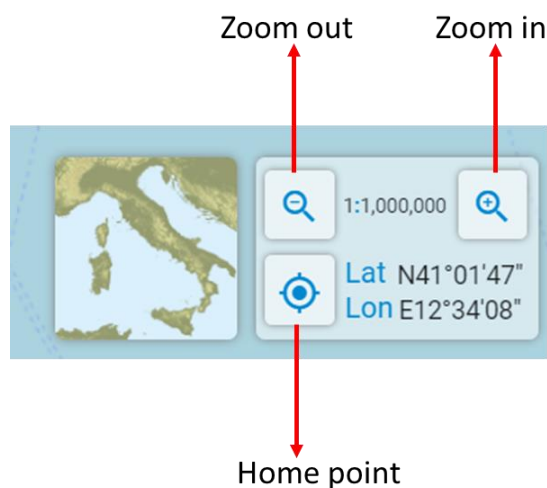 Zoom out Zoom in
1:1,000,000
Lat N41°01'47"
Lon E12°34'08"
Home point